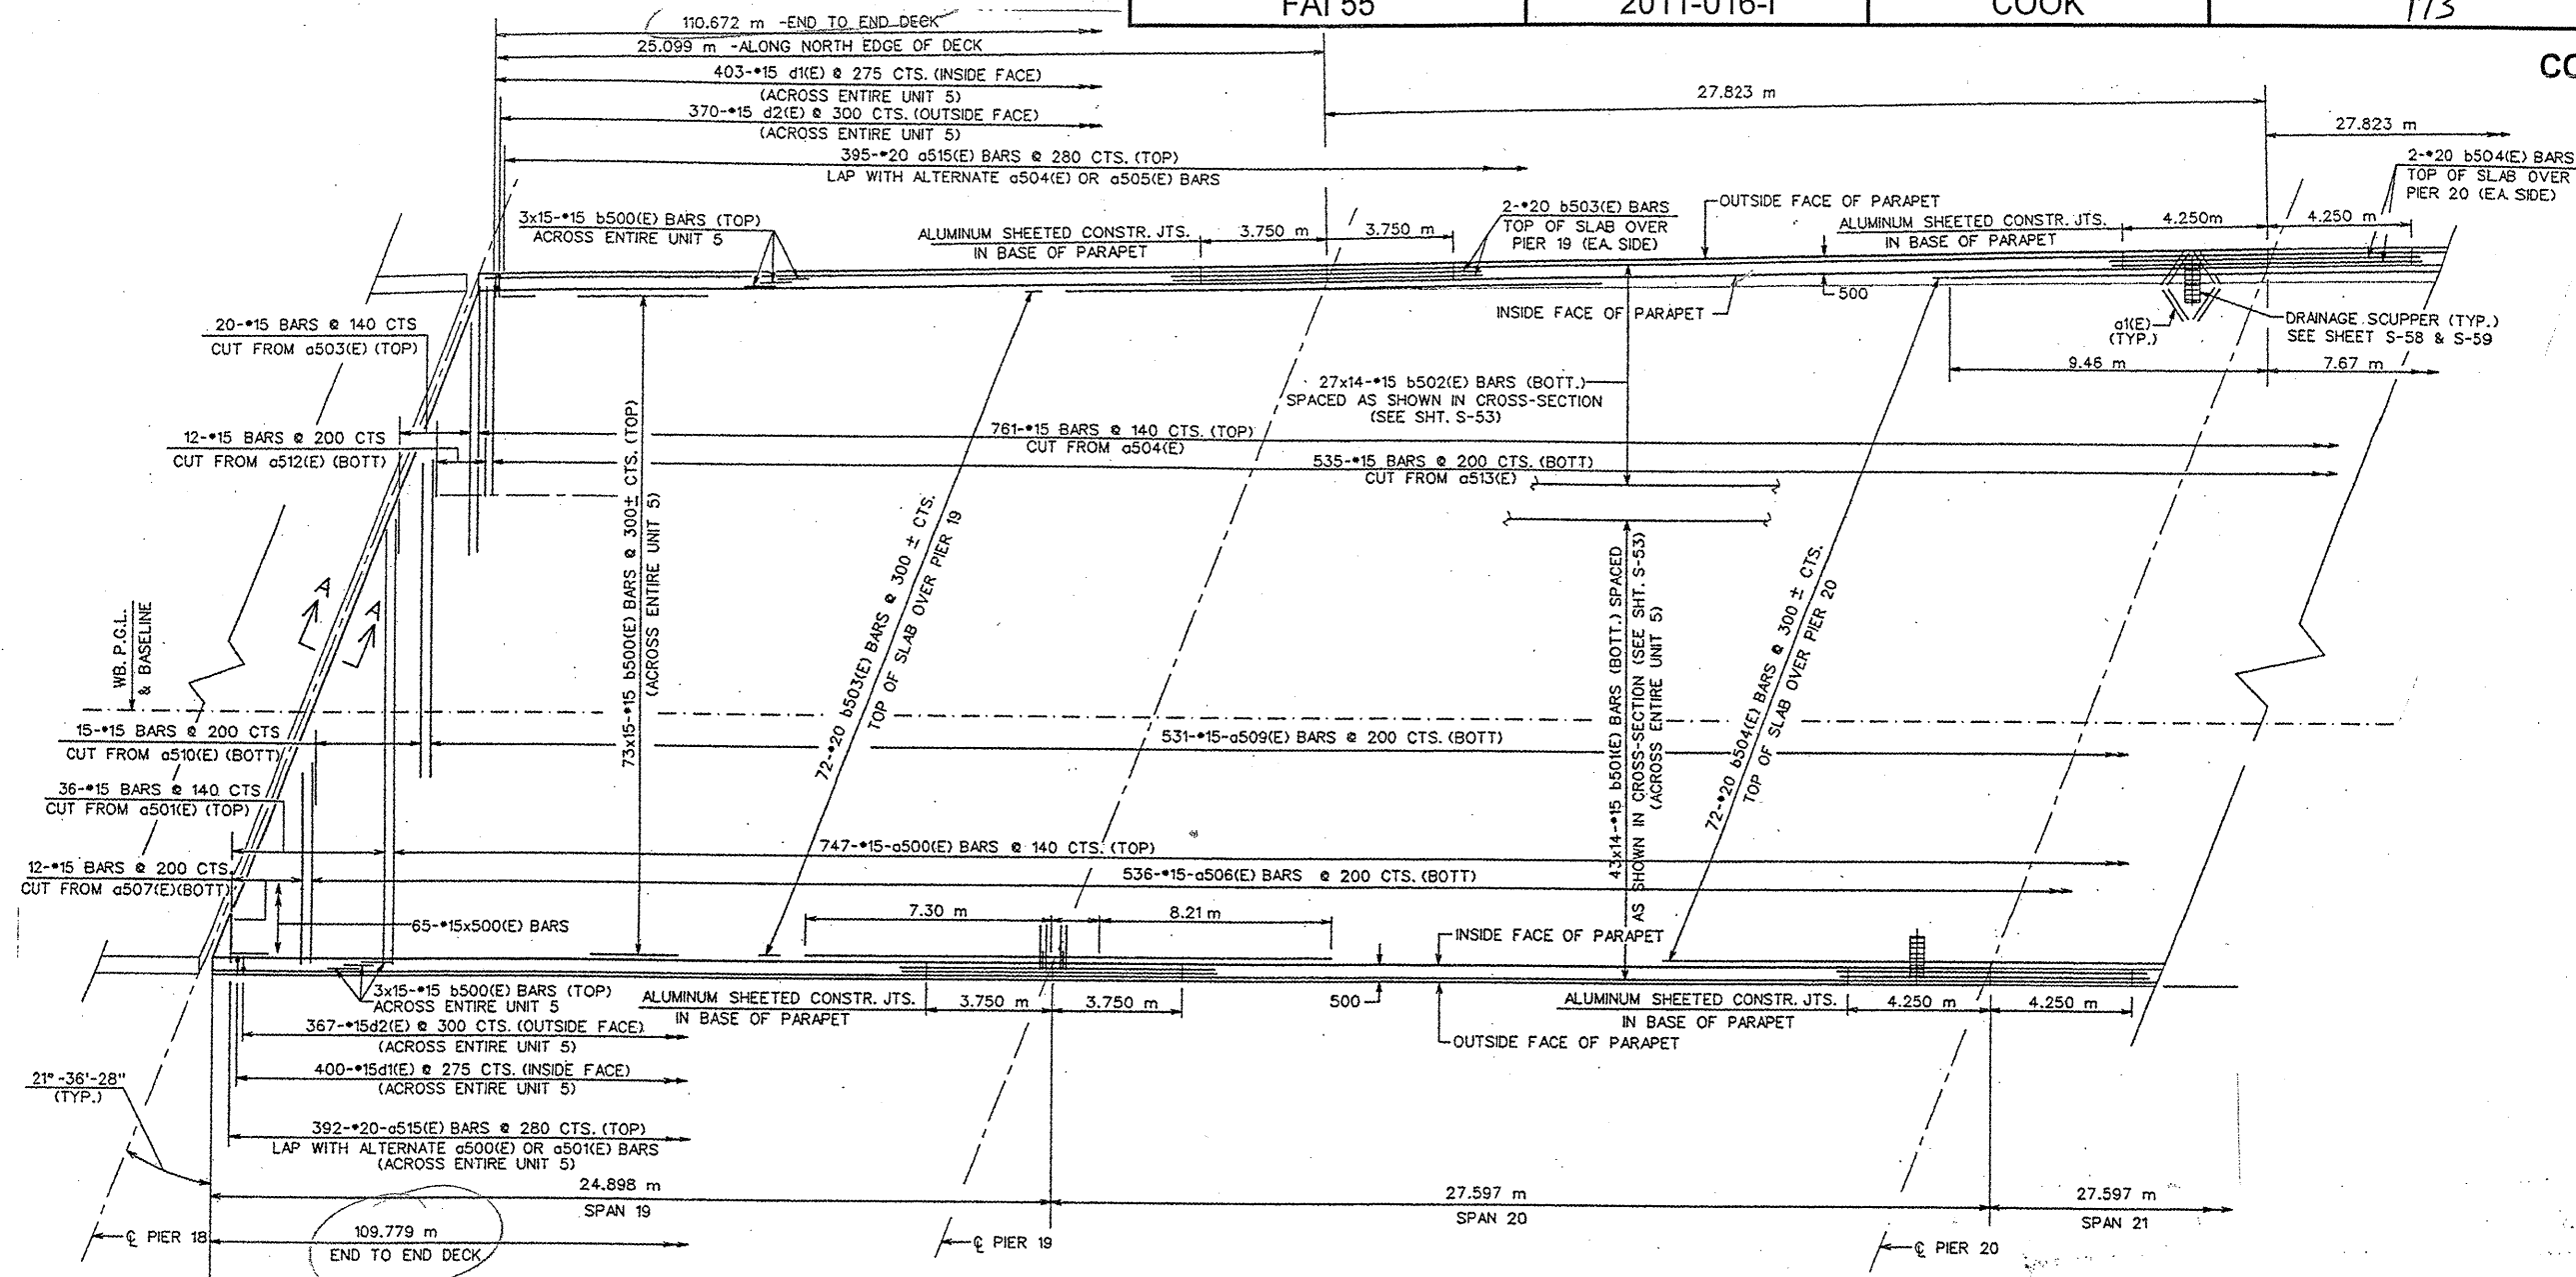 FAI 55
2011-016-I
COOK
173
CO
110.672 m -END TO END DECK
25.099 m -ALONG NORTH EDGE OF DECK
403-#15 d1(E) @ 275 CTS. (INSIDE FACE)
(ACROSS ENTIRE UNIT 5)
370-#15 d2(E) @ 300 CTS. (OUTSIDE FACE)
(ACROSS ENTIRE UNIT 5)
395-#20 a515(E) BARS @ 280 CTS. (TOP)
LAP WITH ALTERNATE a504(E) OR a505(E) BARS
27.823 m
27.823 m
2-#20 b504(E) BARS
TOP OF SLAB OVER
PIER 20 (EA. SIDE)
3x15-#15 b500(E) BARS (TOP)
ACROSS ENTIRE UNIT 5
ALUMINUM SHEETED CONSTR. JTS.
IN BASE OF PARAPET
3.750 m
3.750 m
2-#20 b503(E) BARS
TOP OF SLAB OVER
PIER 19 (EA. SIDE)
OUTSIDE FACE OF PARAPET
ALUMINUM SHEETED CONSTR. JTS.
IN BASE OF PARAPET
4.250m
4.250 m
INSIDE FACE OF PARAPET
500
a1(E)
(TYP.)
DRAINAGE SCUPPER (TYP.)
SEE SHEET S-58 & S-59
9.46 m
7.67 m
20-#15 BARS @ 140 CTS
CUT FROM a503(E) (TOP)
27x14-#15 b502(E) BARS (BOTT.)
SPACED AS SHOWN IN CROSS-SECTION
(SEE SHT. S-53)
12-#15 BARS @ 200 CTS
CUT FROM a512(E) (BOTT)
761-#15 BARS @ 140 CTS. (TOP)
CUT FROM a504(E)
535-#15 BARS @ 200 CTS. (BOTT)
CUT FROM a513(E)
73x15-#15 b500(E) BARS @ 300± CTS. (TOP)
(ACROSS ENTIRE UNIT 5)
72-#20 b503(E) BARS @ 300 ± CTS.
TOP OF SLAB OVER PIER 19
43x14-#15 b501(E) BARS (BOTT.) SPACED
AS SHOWN IN CROSS-SECTION (SEE SHT. S-53)
(ACROSS ENTIRE UNIT 5)
72-#20 b504(E) BARS @ 300 ± CTS.
TOP OF SLAB OVER PIER 20
A
A
WB. P.G.L.
& BASELINE
15-#15 BARS @ 200 CTS
CUT FROM a510(E) (BOTT)
531-#15-a509(E) BARS @ 200 CTS. (BOTT)
36-#15 BARS @ 140 CTS
CUT FROM a501(E) (TOP)
747-#15-a500(E) BARS @ 140 CTS. (TOP)
12-#15 BARS @ 200 CTS.
CUT FROM a507(E)(BOTT)
536-#15-a506(E) BARS @ 200 CTS. (BOTT)
65-#15x500(E) BARS
7.30 m
8.21 m
INSIDE FACE OF PARAPET
3x15-#15 b500(E) BARS (TOP)
ACROSS ENTIRE UNIT 5
ALUMINUM SHEETED CONSTR. JTS.
IN BASE OF PARAPET
3.750 m
3.750 m
500
OUTSIDE FACE OF PARAPET
ALUMINUM SHEETED CONSTR. JTS.
IN BASE OF PARAPET
4.250 m
4.250 m
367-#15d2(E) @ 300 CTS. (OUTSIDE FACE)
(ACROSS ENTIRE UNIT 5)
400-#15d1(E) @ 275 CTS. (INSIDE FACE)
(ACROSS ENTIRE UNIT 5)
21°-36'-28"
(TYP.)
392-#20-a515(E) BARS @ 280 CTS. (TOP)
LAP WITH ALTERNATE a500(E) OR a501(E) BARS
(ACROSS ENTIRE UNIT 5)
24.898 m
SPAN 19
27.597 m
SPAN 20
27.597 m
SPAN 21
℄ PIER 18
109.779 m
END TO END DECK
℄ PIER 19
℄ PIER 20